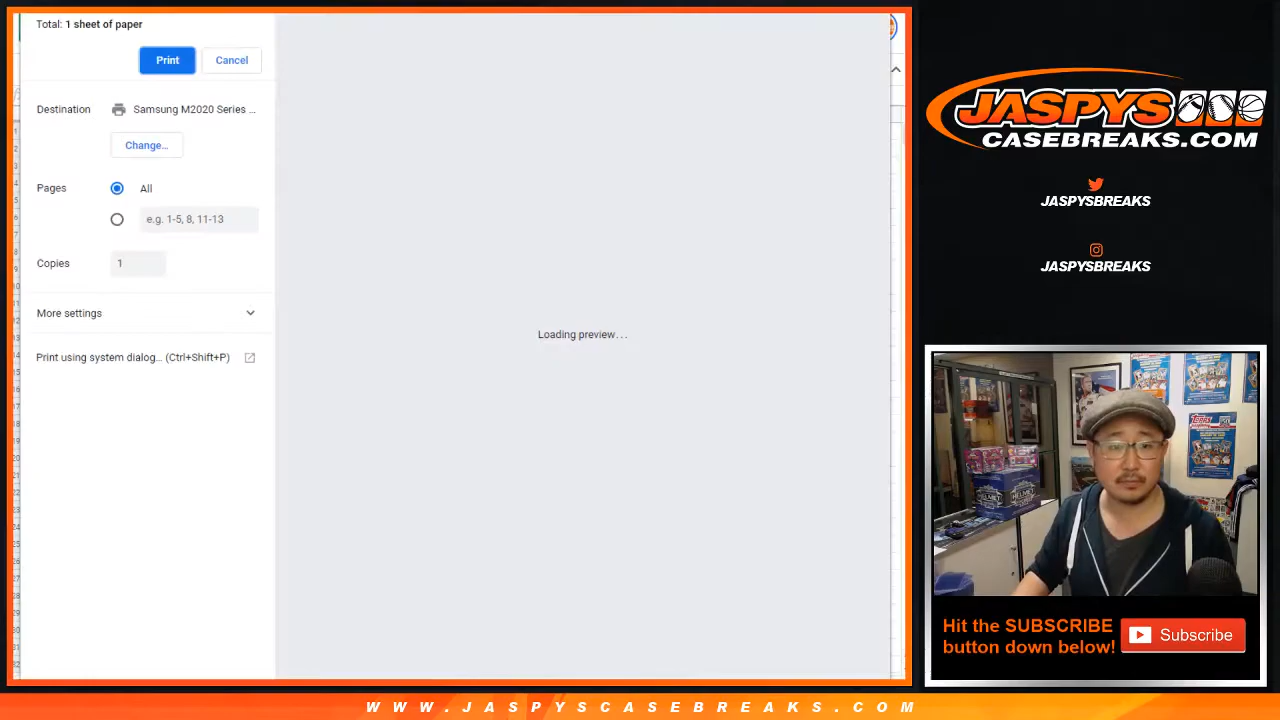 Total: 1 sheet of paper
Print
Cancel
Destination
Samsung M2020 Series ...
Change...
Pages
All
e.g. 1-5, 8, 11-13
Copies
1
More settings
Print using system dialog... (Ctrl+Shift+P)
Loading preview...
JASPYS
CASEBREAKS.COM
JASPYSBREAKS
JASPYSBREAKS
Hit the SUBSCRIBE
button down below!
Subscribe
WWW.JASPYSCASEBREAKS.COM